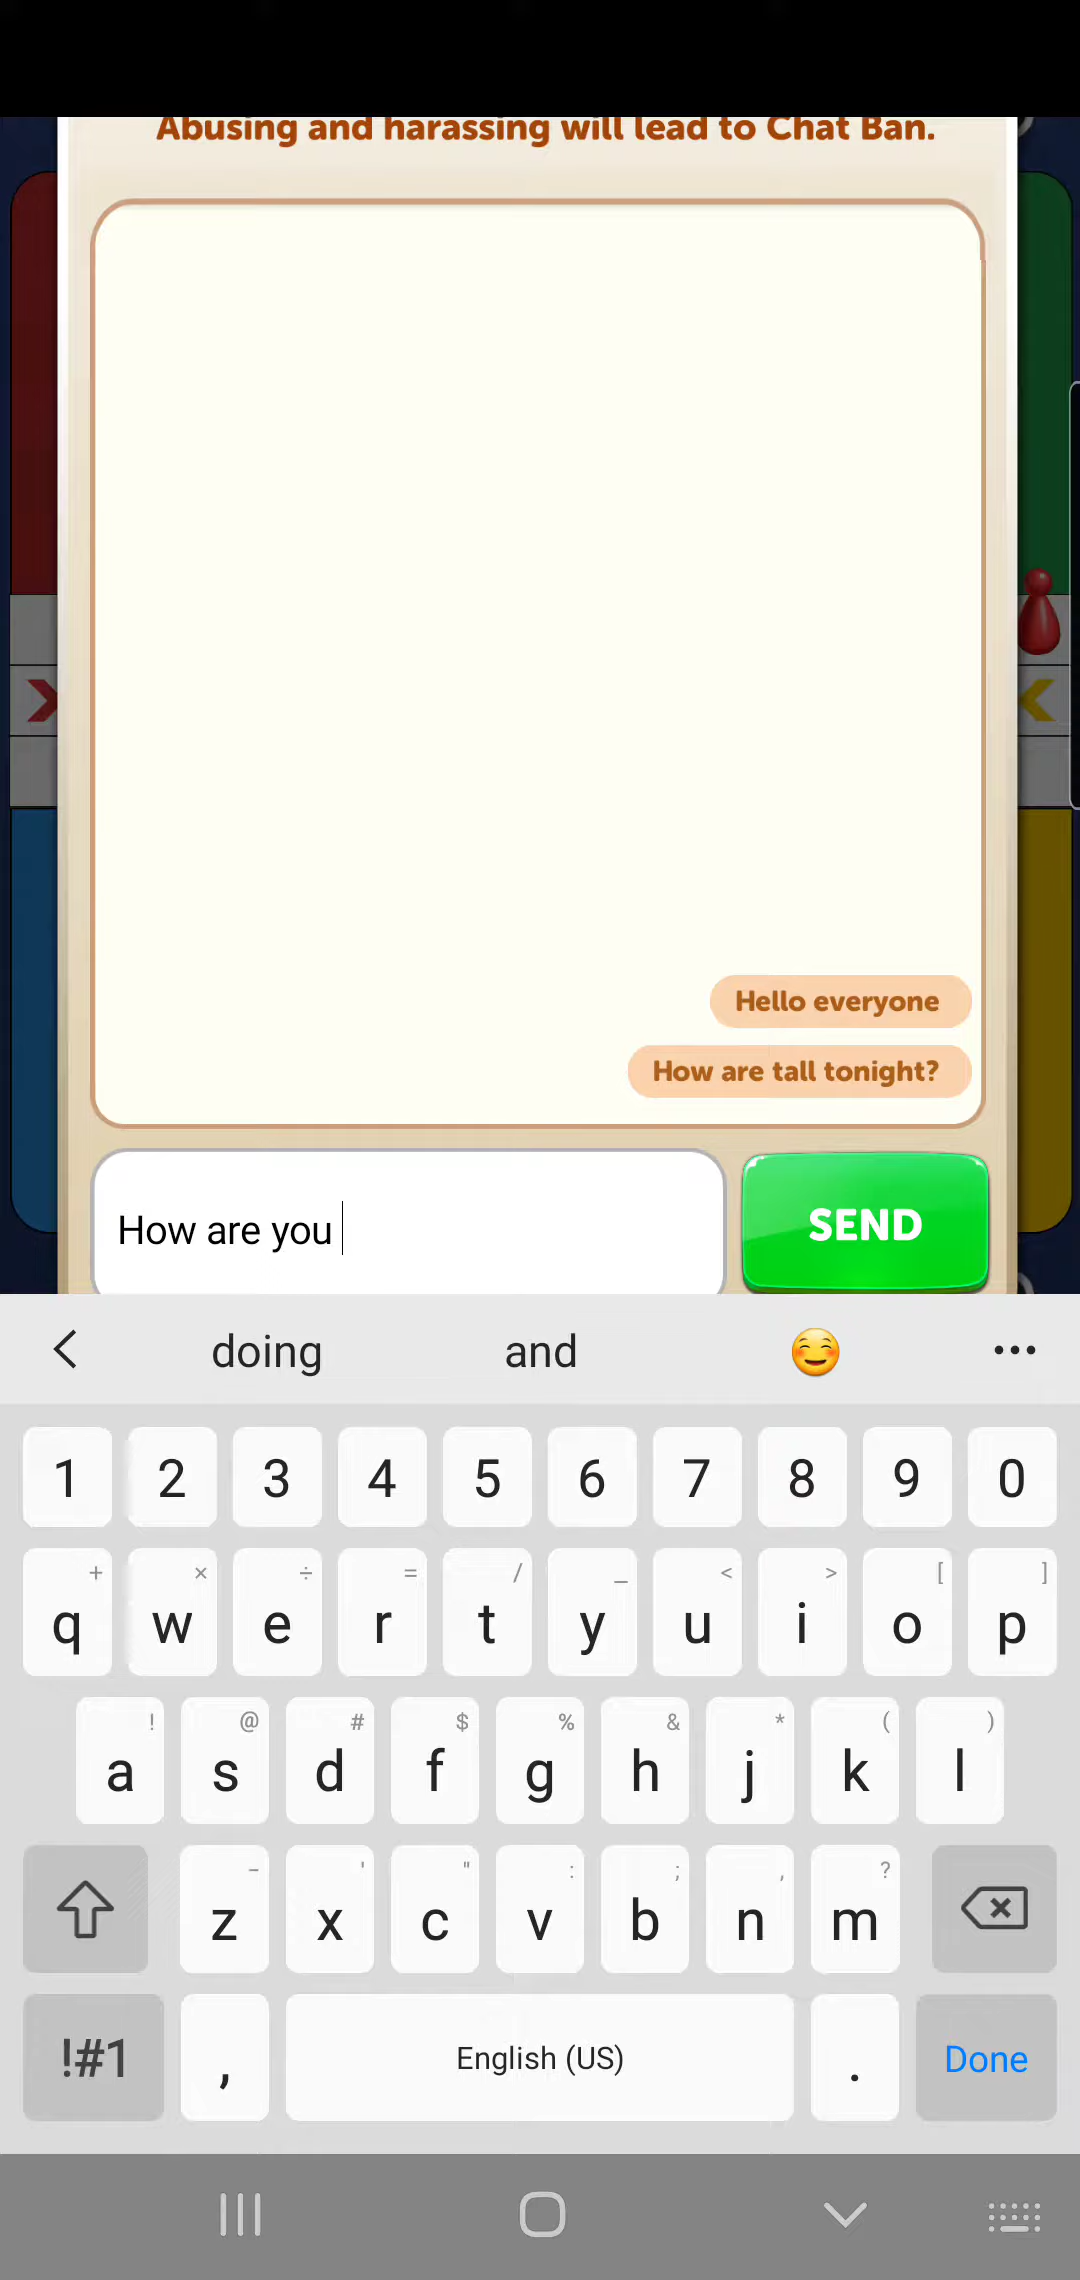 Abusing and harassing will lead to Chat Ban.
Hello everyone
How are tall tonight?
How are you
SEND
doing and
1 2 3 4 5 6 7 8 9 0
+ × ÷ = / _ < > [ ]
q w e r t y u i o p
! @ # $ % & * ( )
a s d f g h j k l
- ' " : ; , ?
z x c v b n m
!#1 , English (US) . Done